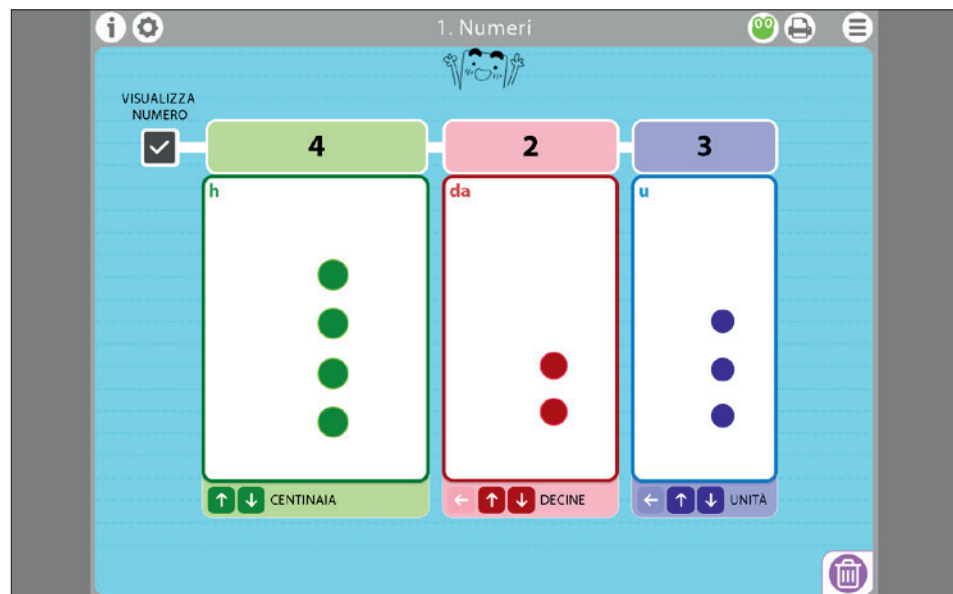 1. Numeri
VISUALIZZA
NUMERO
4 2 3
h da u
CENTINAIA DECINE UNITÀ